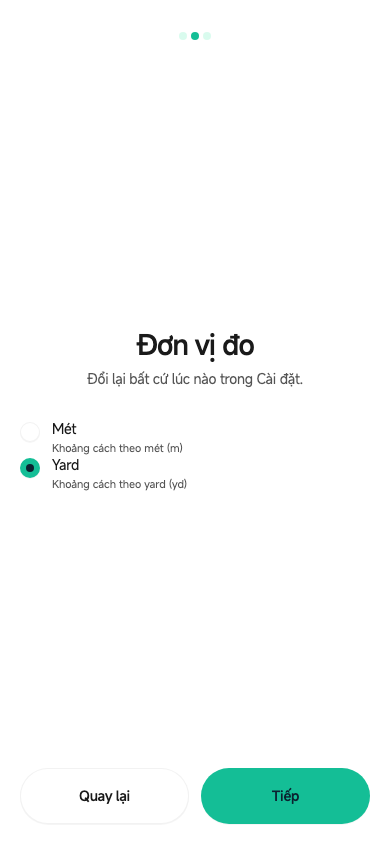 Đơn vị đo
Đổi lại bất cứ lúc nào trong Cài đặt.
Mét
Khoảng cách theo mét (m)
Yard
Khoảng cách theo yard (yd)
Quay lại
Tiếp